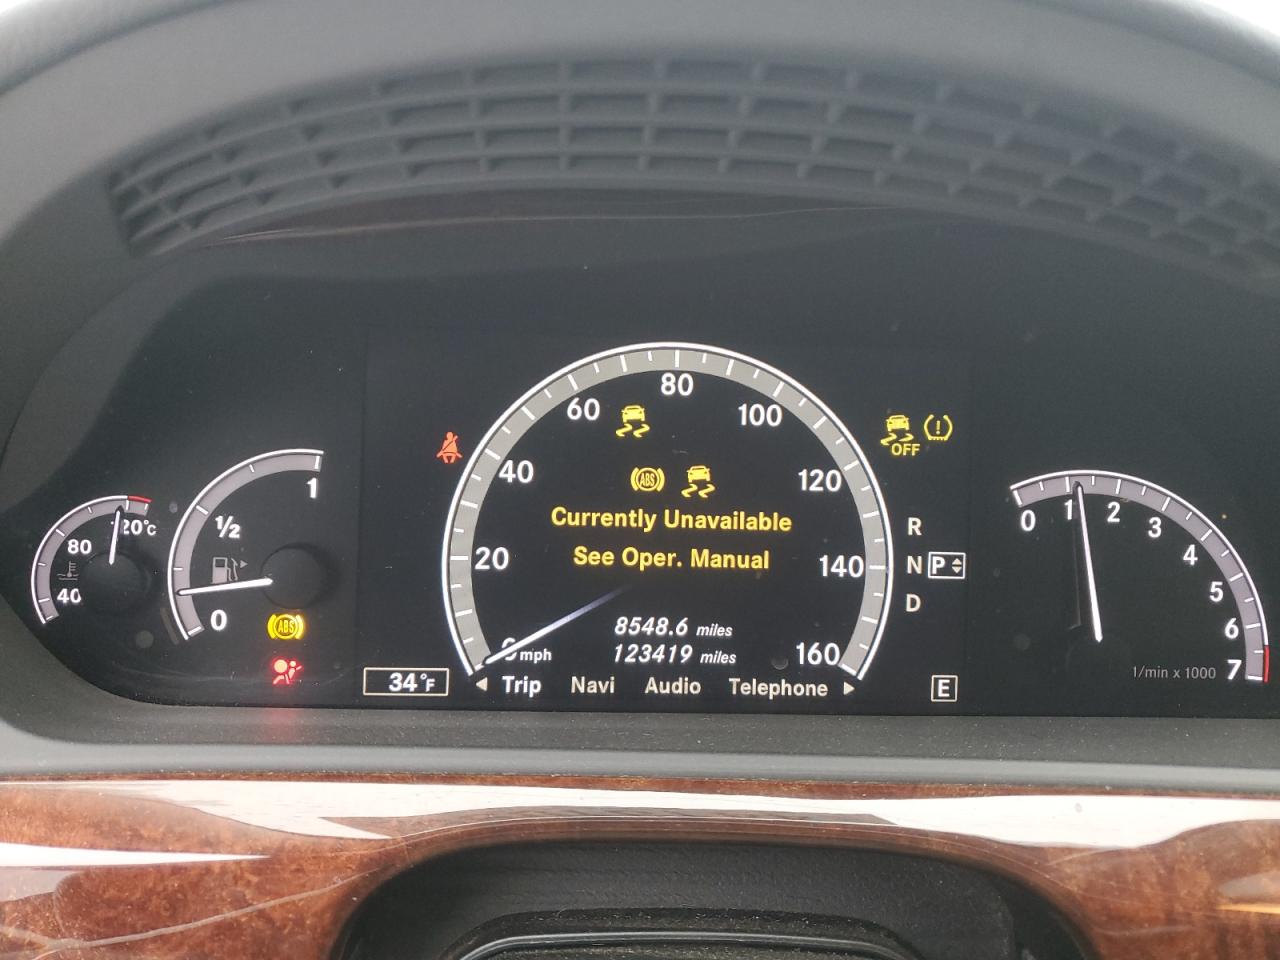 80
60
100
OFF
ABS
40
120
1
120°C
0
1
2
3
Currently Unavailable
½
R
80
4
See Oper. Manual
20
140
N
P
40
5
D
0
ABS
8548.6 miles
6
mph
123419 miles
160
1/min x 1000
7
34°F
Trip
Navi
Audio
Telephone
E